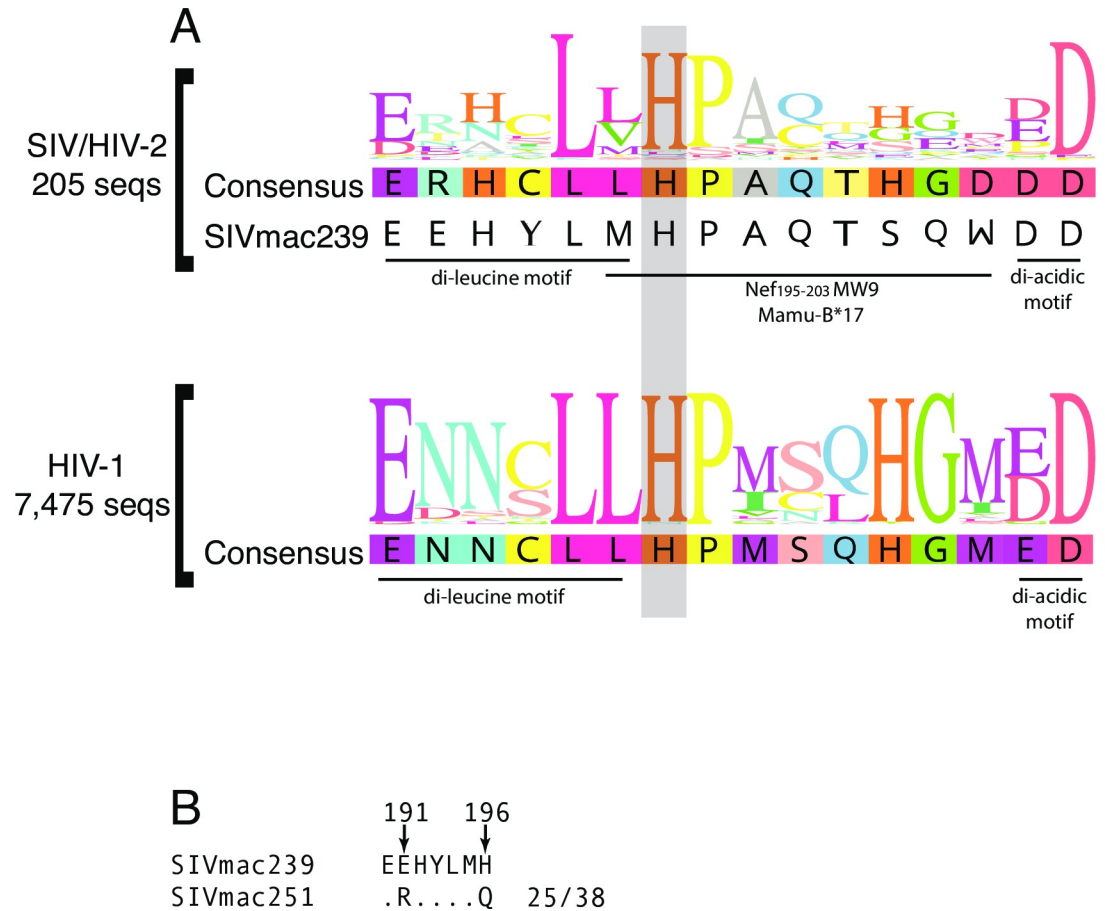 A
SIV/HIV-2
205 seqs
Consensus E R H C L L H P A Q T H G D D D
SIVmac239 E E H Y L M H P A Q T S Q W D D
di-leucine motif
Nef195-203 MW9
Mamu-B*17
di-acidic
motif
HIV-1
7,475 seqs
E N N C S L L H P M I S C Q L H G M I E D D
Consensus E N N C L L H P M S Q H G M E D
di-leucine motif
di-acidic
motif
B
191 196
SIVmac239 EEHYLMH
SIVmac251 .R....Q 25/38